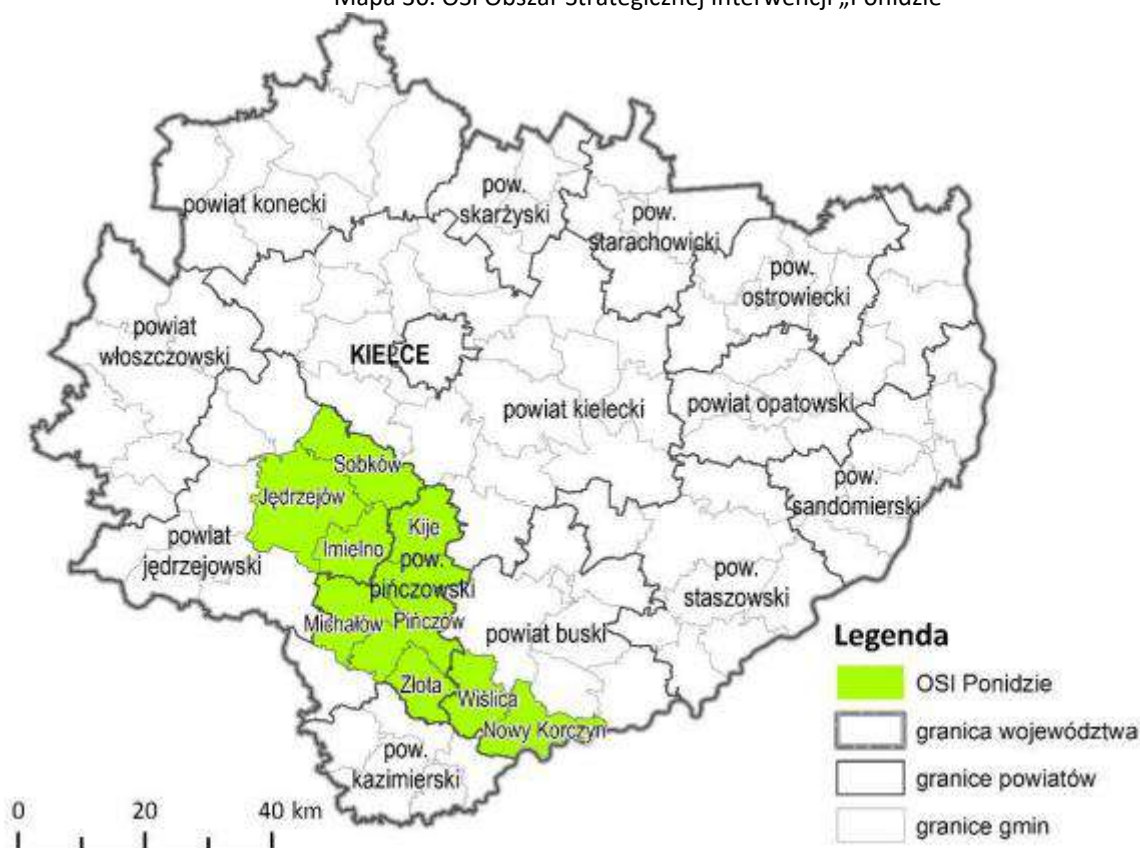 Mapa 30. OSI Obszar Strategicznej Interwencji „Ponidzie"
powiat konecki
pow.
skarżyski
pow.
starachowicki
pow.
ostrowiecki
powiat
włoszczowski
KIELCE
powiat kielecki
powiat opatowski
Sobków
Jędrzejów
pow.
sandomierski
Kije
powiat
jędrzejowski
Imielno
pow.
pińczowski
pow.
staszowski
Michałów
Pińczów
powiat buski
Złota
Wiślica
Nowy Korczyn
pow.
kazimierski
Legenda
OSI Ponidzie
granica województwa
granice powiatów
granice gmin
0 20 40 km